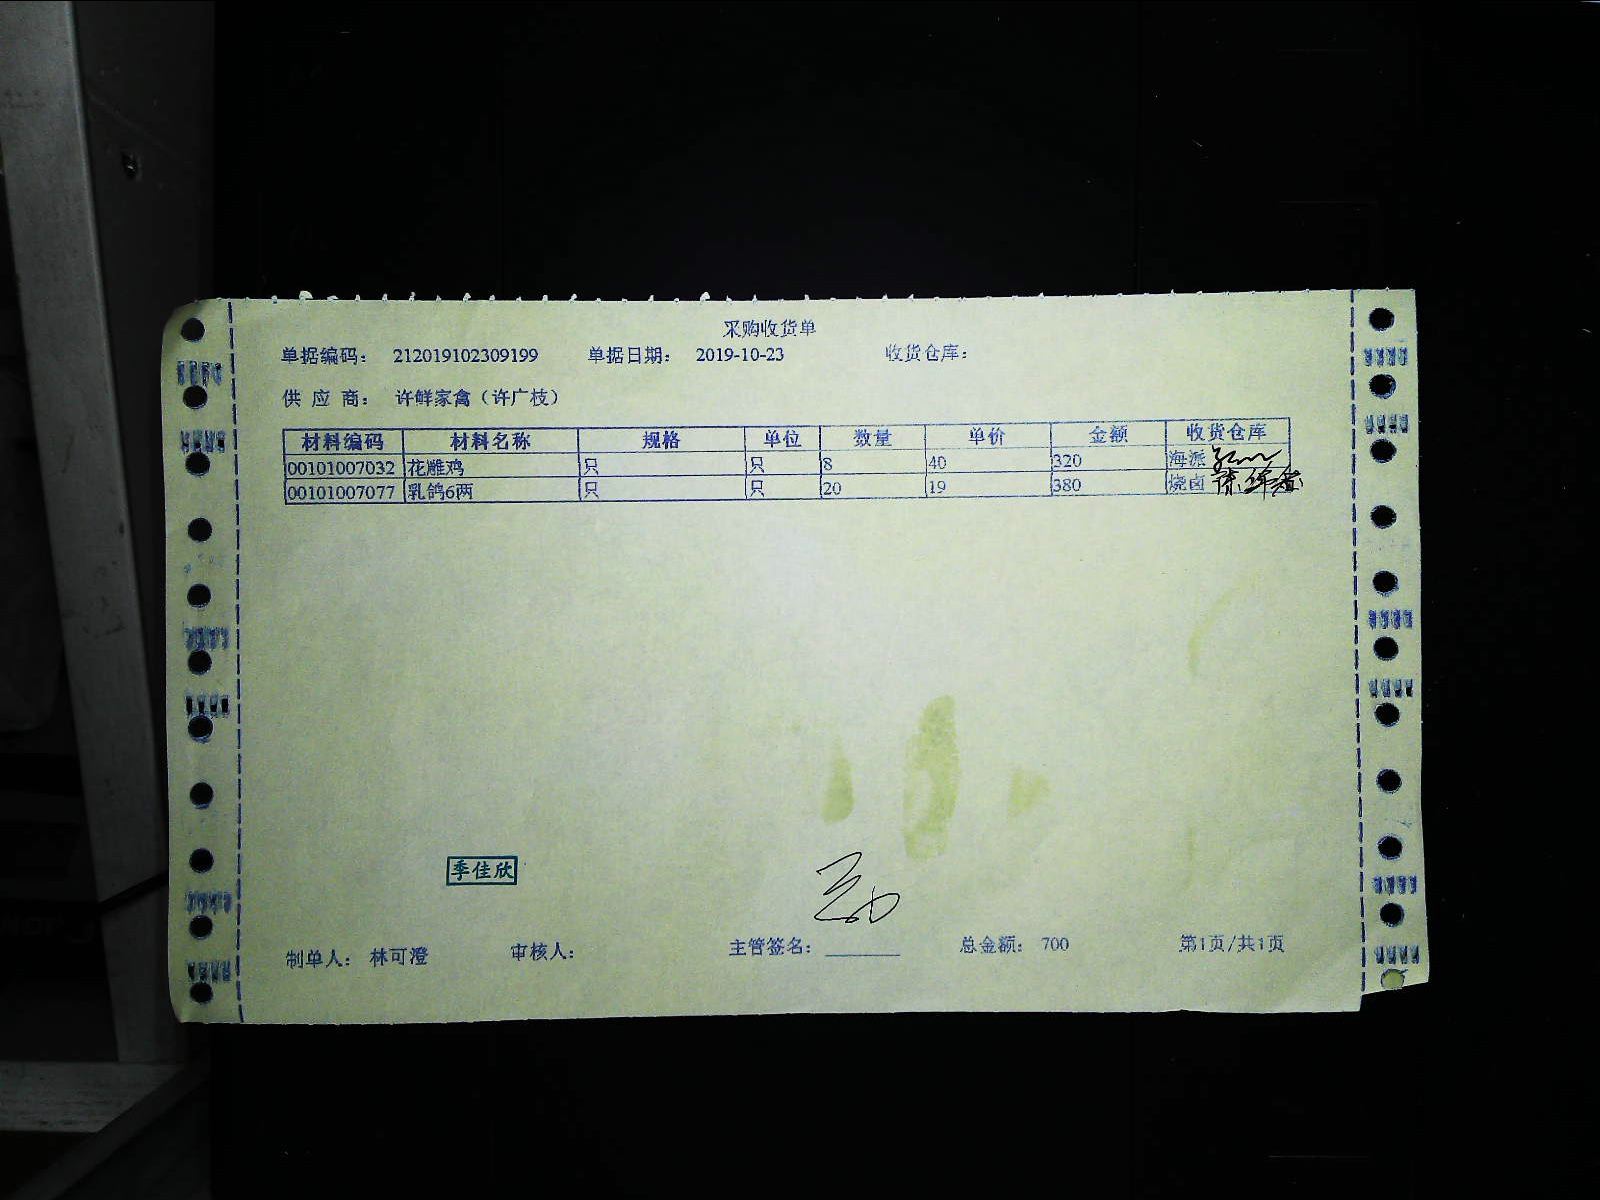 采购收货单
单据编码： 212019102309199 单据日期： 2019-10-23 收货仓库：
供 应 商： 许鲜家禽（许广枝）
材料编码 材料名称 规格 单位 数量 单价 金额 收货仓库
00101007032 花雕鸡 只 只 8 40 320 海派
00101007077 乳鸽6两 只 只 20 19 380 烧卤
季佳欣
制单人： 林可澄 审核人： 主管签名： 总金额： 700 第1页/共1页